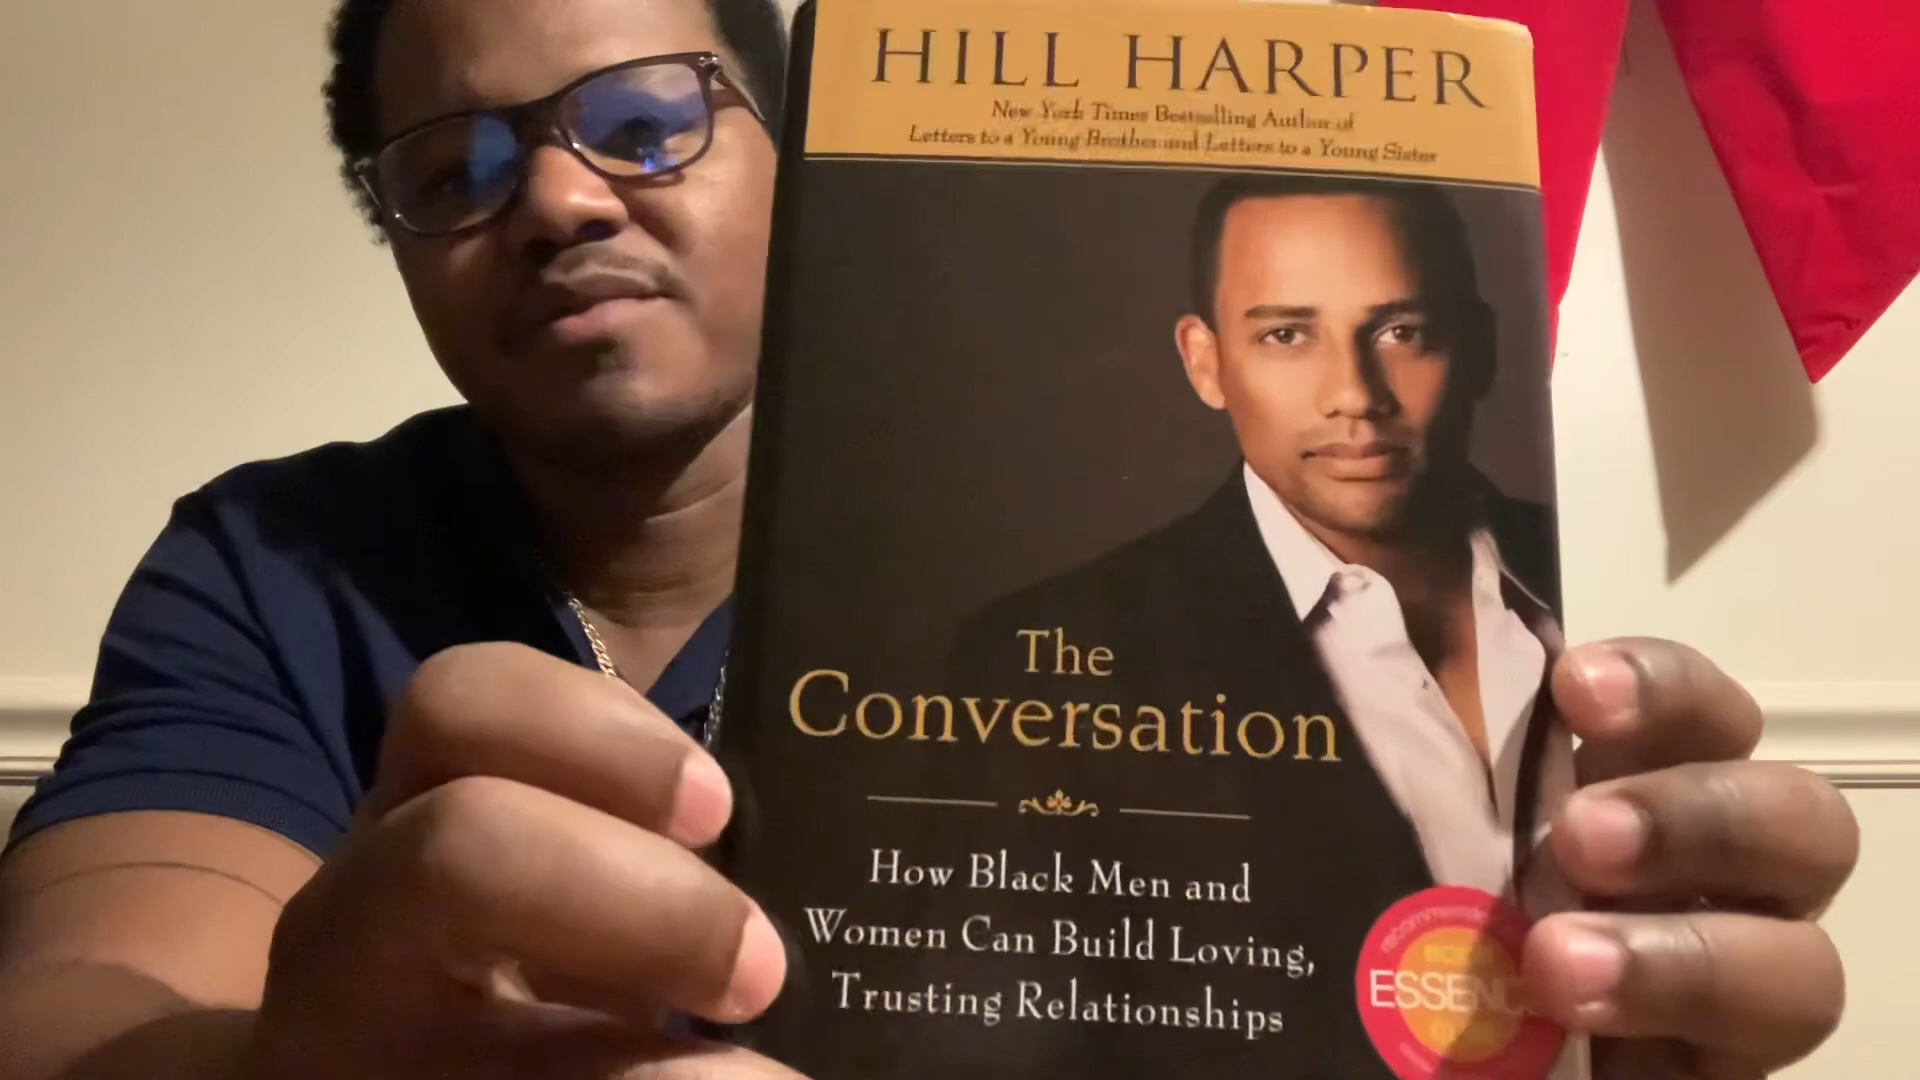 HILL HARPER
New York Times Bestselling Author of
Letters to a Young Brother and Letters to a Young Sister
The
Conversation
How Black Men and
Women Can Build Loving,
Trusting Relationships
recommended
ESSENC